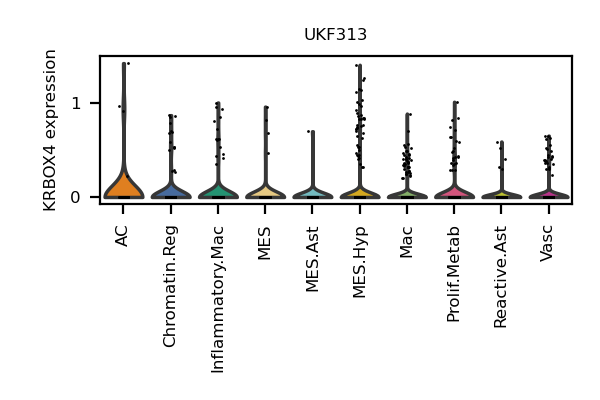 UKF313
KRBOX4 expression
1
0
AC
Chromatin.Reg
Inflammatory.Mac
MES
MES.Ast
MES.Hyp
Mac
Prolif.Metab
Reactive.Ast
Vasc